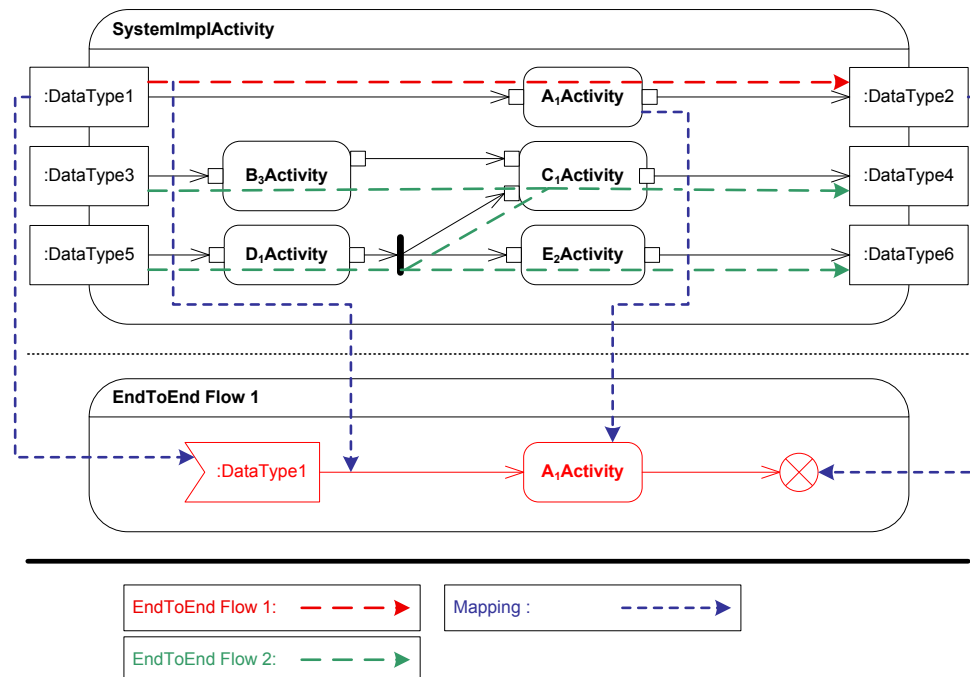 SystemImplActivity
:DataType1
A₁Activity
:DataType2
:DataType3
B₃Activity
C₁Activity
:DataType4
:DataType5
D₁Activity
E₂Activity
:DataType6
EndToEnd Flow 1
:DataType1
A₁Activity
EndToEnd Flow 1:
Mapping :
EndToEnd Flow 2: